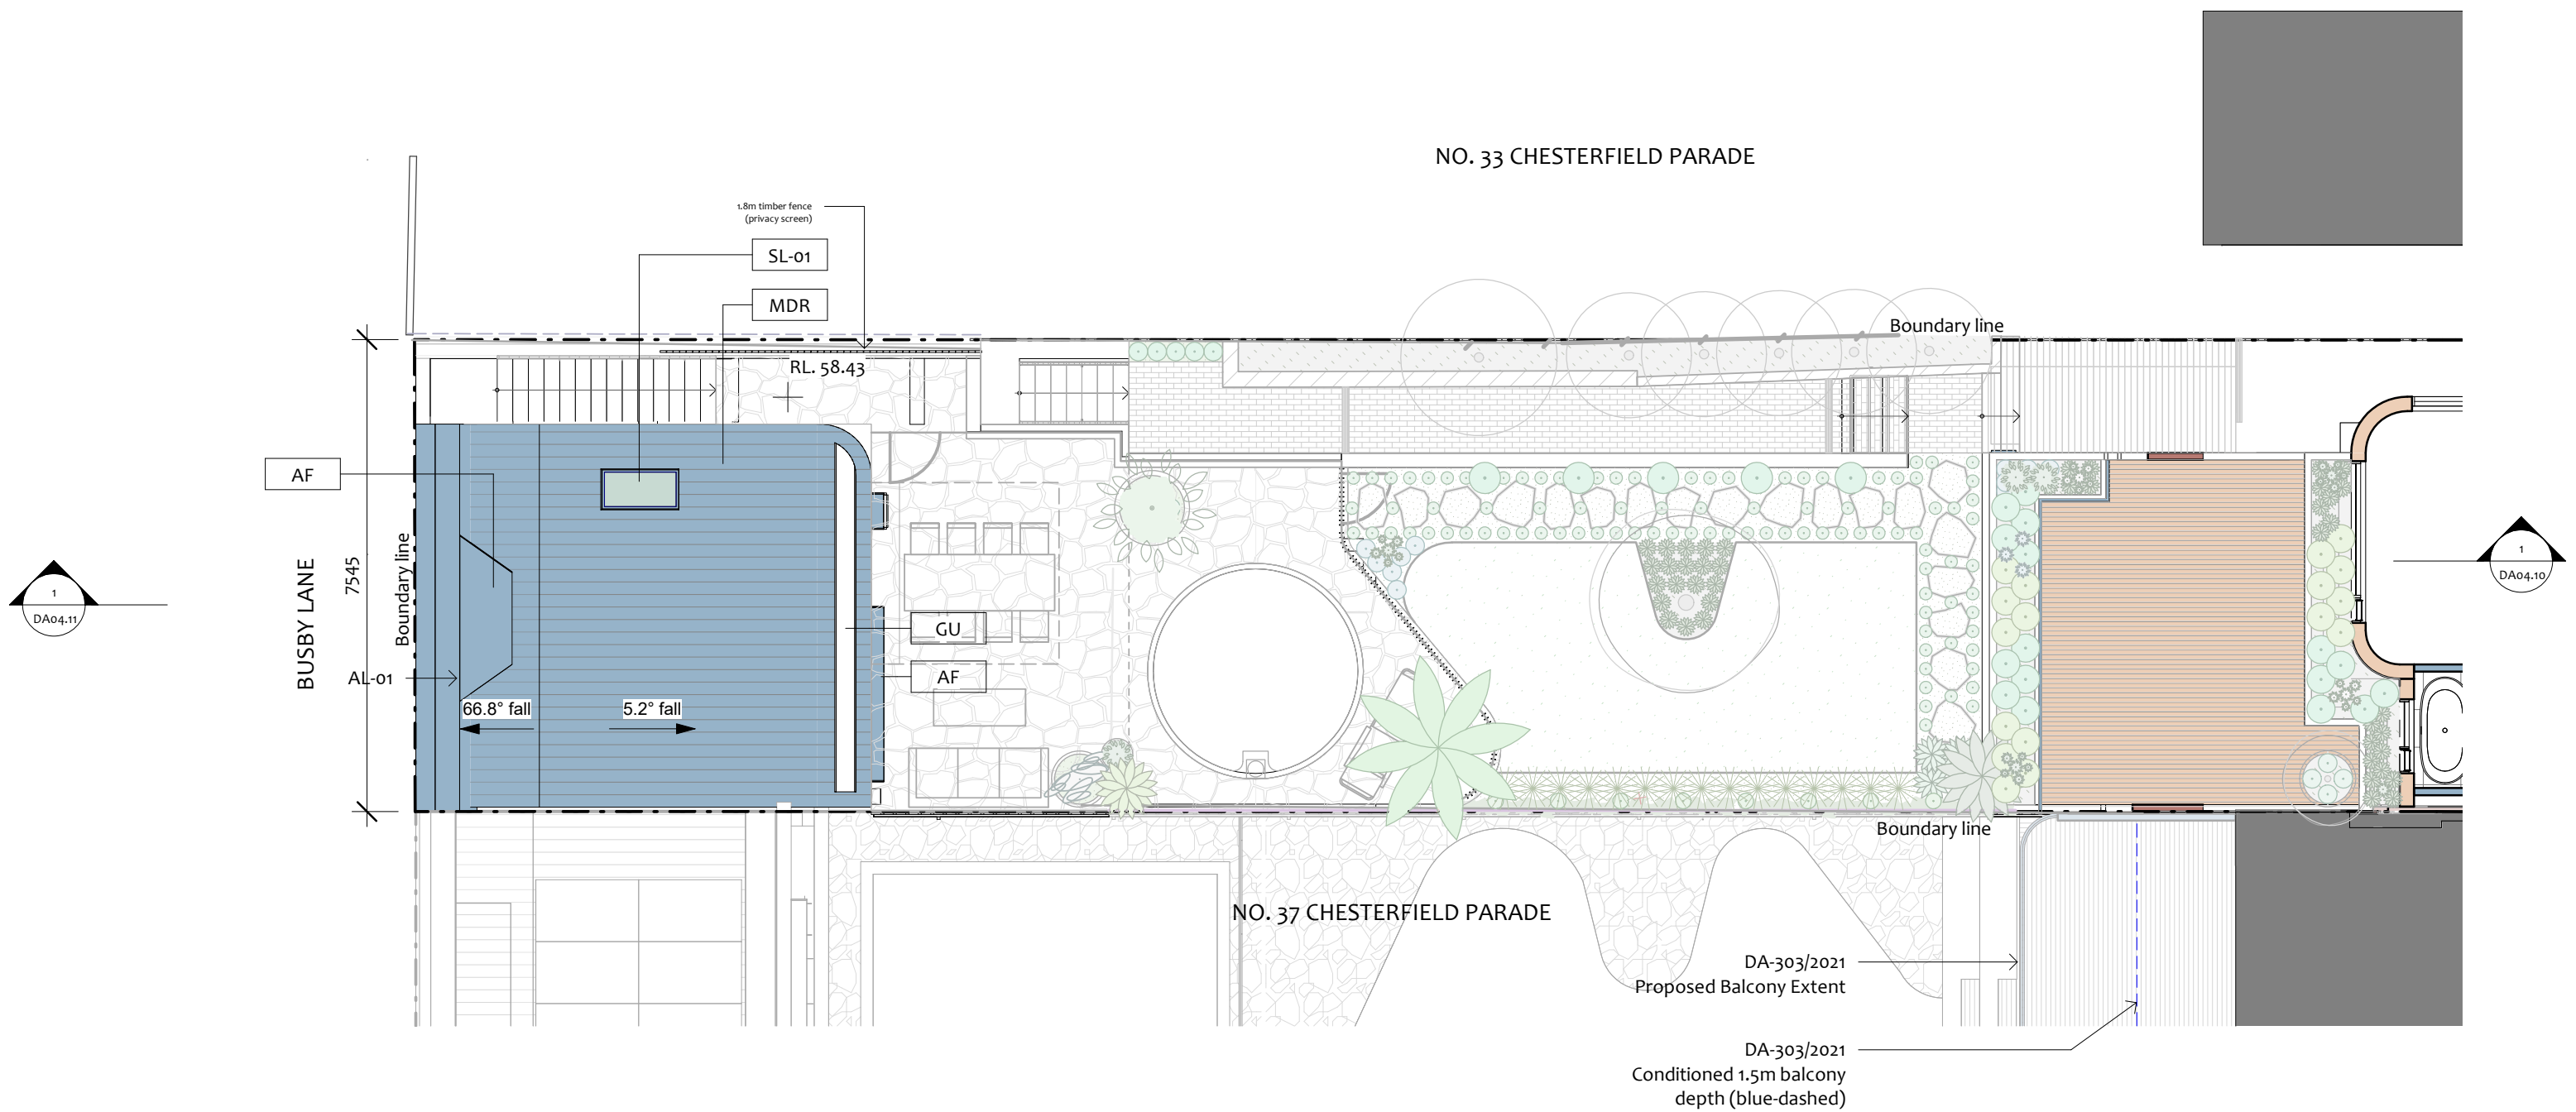 NO. 33 CHESTERFIELD PARADE
1.8m timber fence
(privacy screen)
SL-01
MDR
Boundary line
RL. 58.43
AF
BUSBY LANE
7545
Boundary line
1
DA04.11
1
DA04.10
GU
AF
AL-01
66.8° fall
5.2° fall
Boundary line
NO. 37 CHESTERFIELD PARADE
DA-303/2021
Proposed Balcony Extent
DA-303/2021
Conditioned 1.5m balcony
depth (blue-dashed)